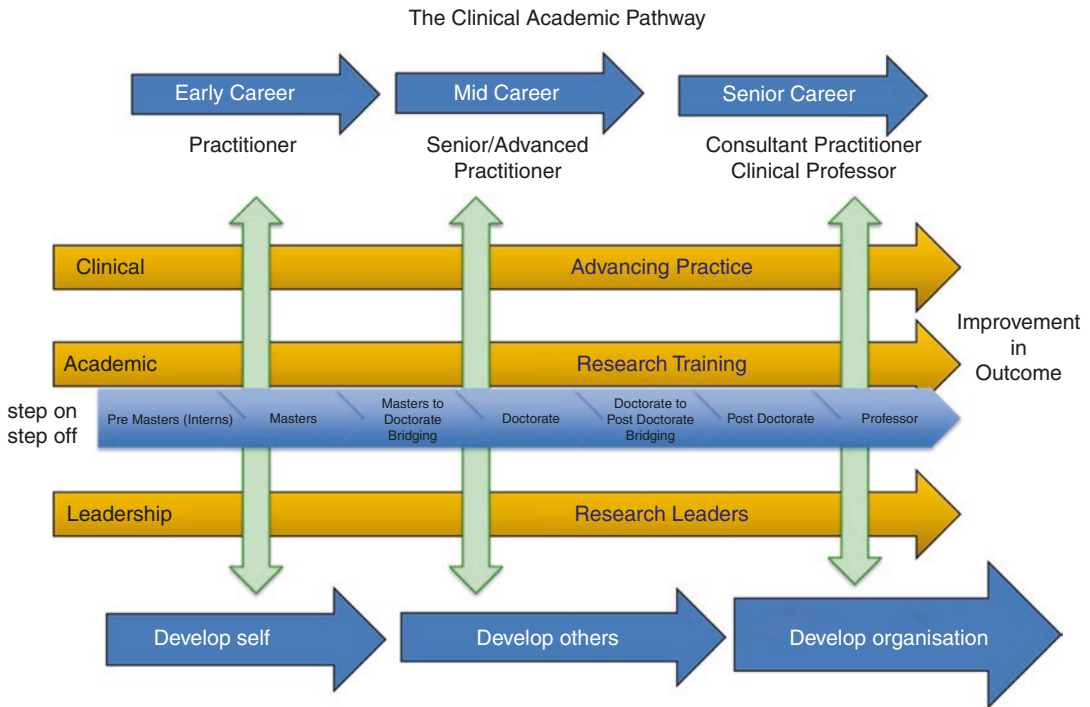 The Clinical Academic Pathway
Early Career
Mid Career
Senior Career
Practitioner
Senior/Advanced
Practitioner
Consultant Practitioner
Clinical Professor
Clinical
Advancing Practice
Academic
Research Training
Improvement
in
Outcome
step on
step off
Pre Masters (Interns)
Masters
Masters to
Doctorate
Bridging
Doctorate
Doctorate to
Post Doctorate
Bridging
Post Doctorate
Professor
Leadership
Research Leaders
Develop self
Develop others
Develop organisation